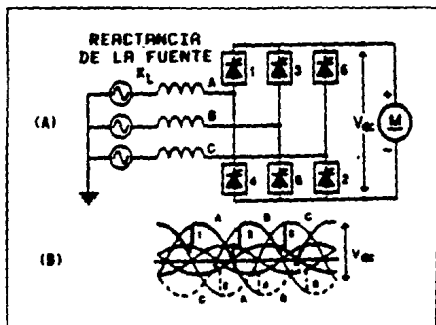 REACTANCIA
DE LA FUENTE
X_L
A
1
3
5
(A)
B
V_dc
+
M
-
C
4
6
2
A
B
C
(B)
V_dc
C
A
B